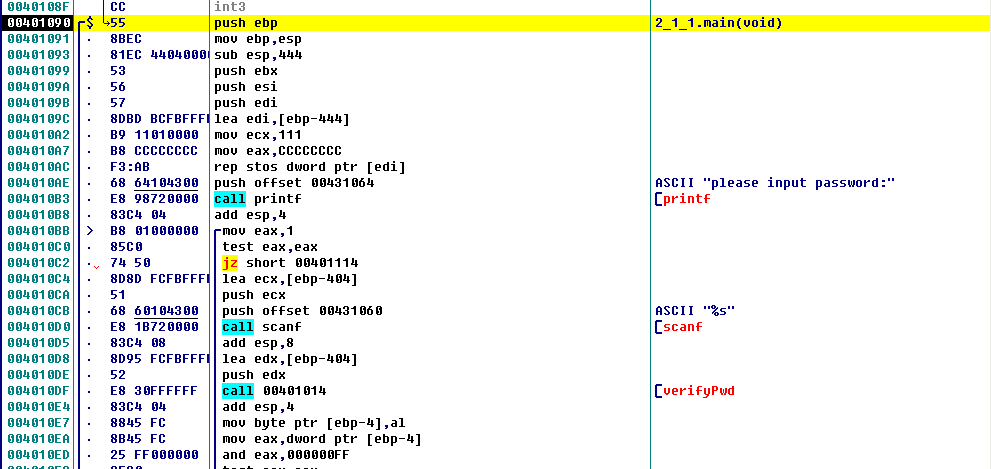 0040108F CC int3
00401090 $ 55 push ebp 2_1_1.main(void)
00401091 . 8BEC mov ebp,esp
00401093 . 81EC 44040000 sub esp,444
00401099 . 53 push ebx
0040109A . 56 push esi
0040109B . 57 push edi
0040109C . 8DBD BCFBFFFF lea edi,[ebp-444]
004010A2 . B9 11010000 mov ecx,111
004010A7 . B8 CCCCCCCC mov eax,CCCCCCCC
004010AC . F3:AB rep stos dword ptr [edi]
004010AE . 68 64104300 push offset 00431064 ASCII "please input password:"
004010B3 . E8 98720000 call printf [printf
004010B8 . 83C4 04 add esp,4
004010BB > B8 01000000 mov eax,1
004010C0 . 85C0 test eax,eax
004010C2 . 74 50 jz short 00401114
004010C4 . 8D8D FCFBFFFF lea ecx,[ebp-404]
004010CA . 51 push ecx
004010CB . 68 60104300 push offset 00431060 ASCII "%s"
004010D0 . E8 1B720000 call scanf [scanf
004010D5 . 83C4 08 add esp,8
004010D8 . 8D95 FCFBFFFF lea edx,[ebp-404]
004010DE . 52 push edx
004010DF . E8 30FFFFFF call 00401014 [verifyPwd
004010E4 . 83C4 04 add esp,4
004010E7 . 8845 FC mov byte ptr [ebp-4],al
004010EA . 8B45 FC mov eax,dword ptr [ebp-4]
004010ED . 25 FF000000 and eax,000000FF